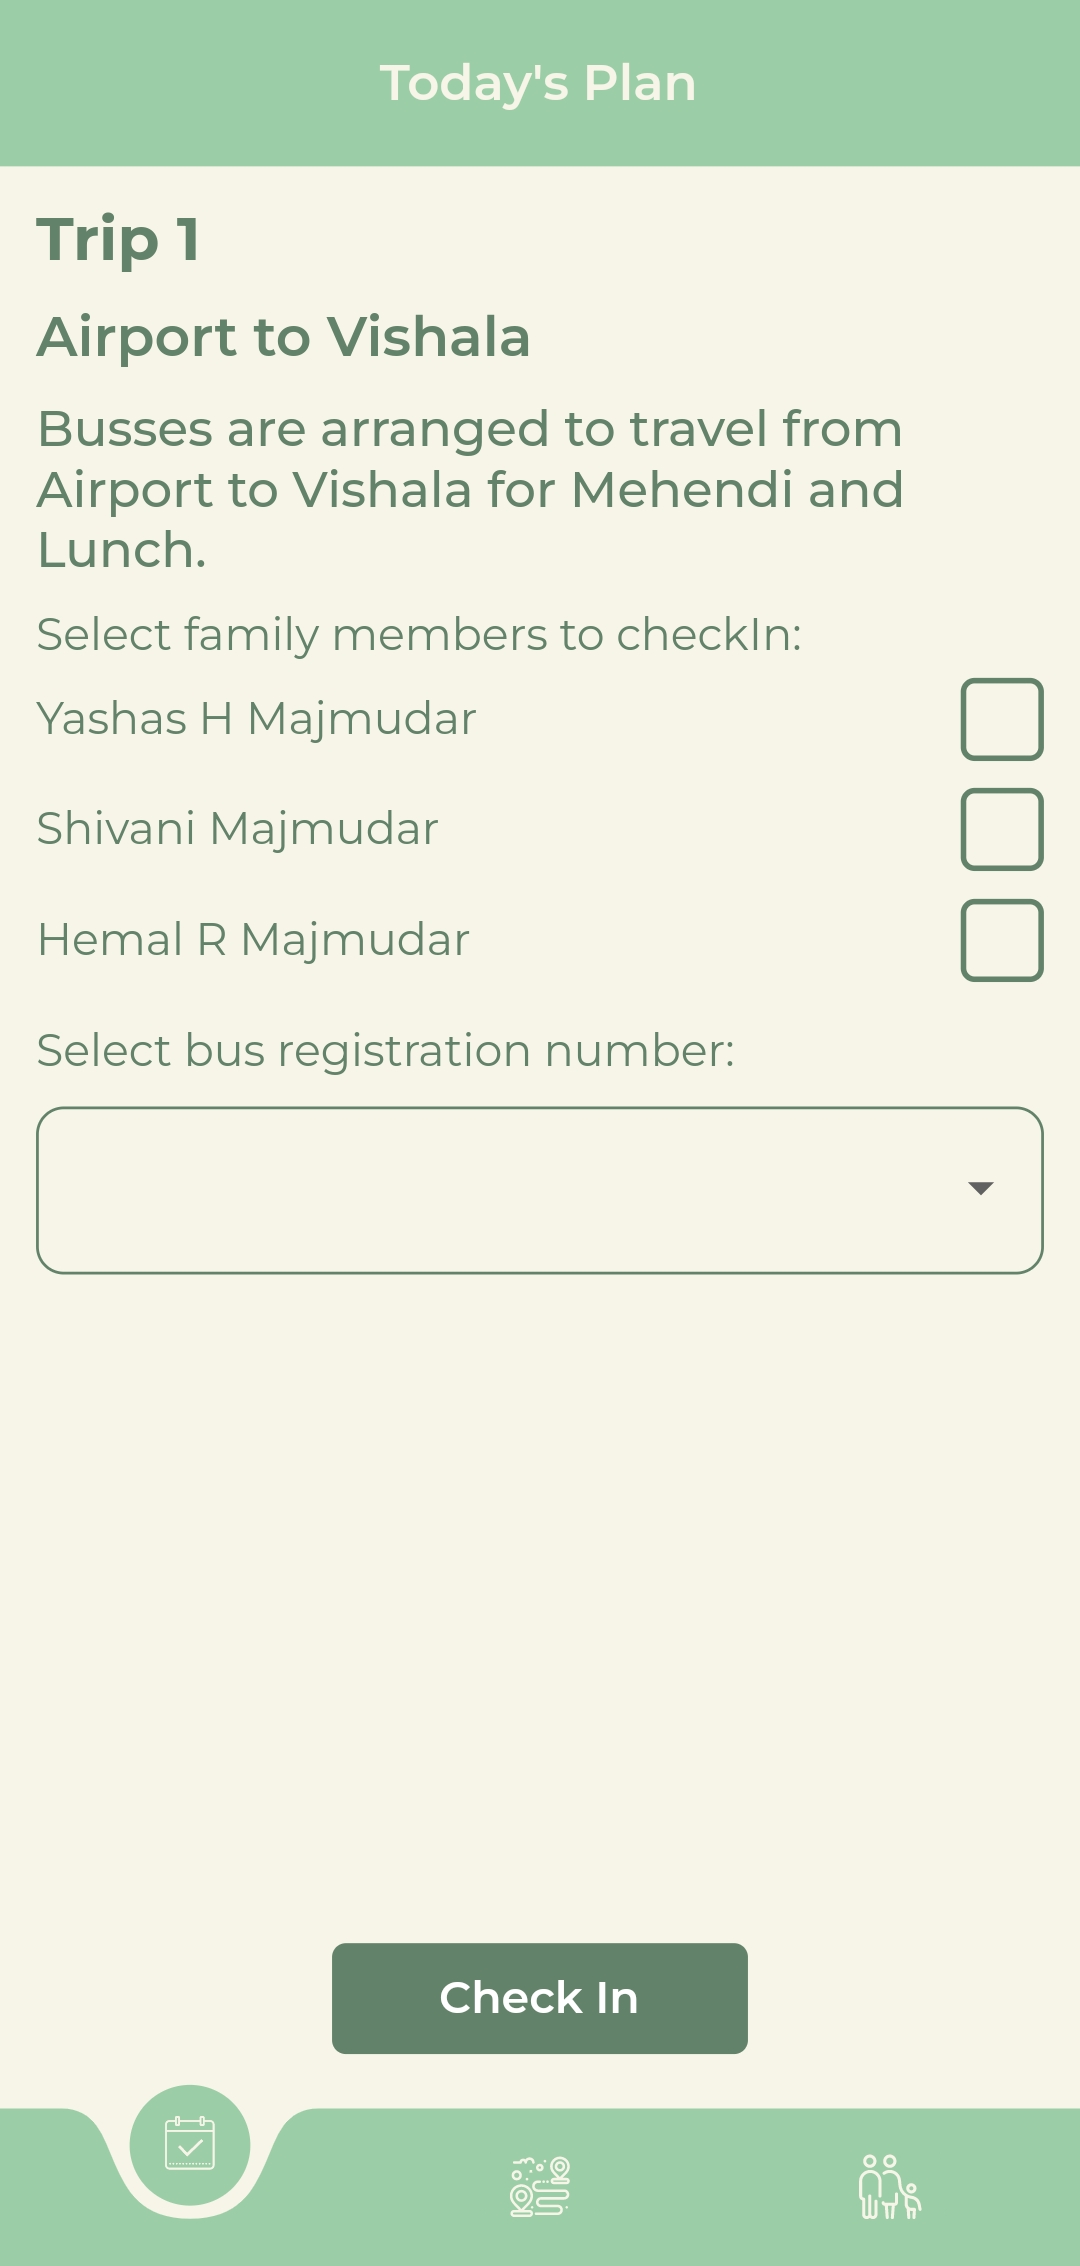 Today's Plan
Trip 1
Airport to Vishala
Busses are arranged to travel from
Airport to Vishala for Mehendi and
Lunch.
Select family members to checkIn:
Yashas H Majmudar
Shivani Majmudar
Hemal R Majmudar
Select bus registration number:
Check In